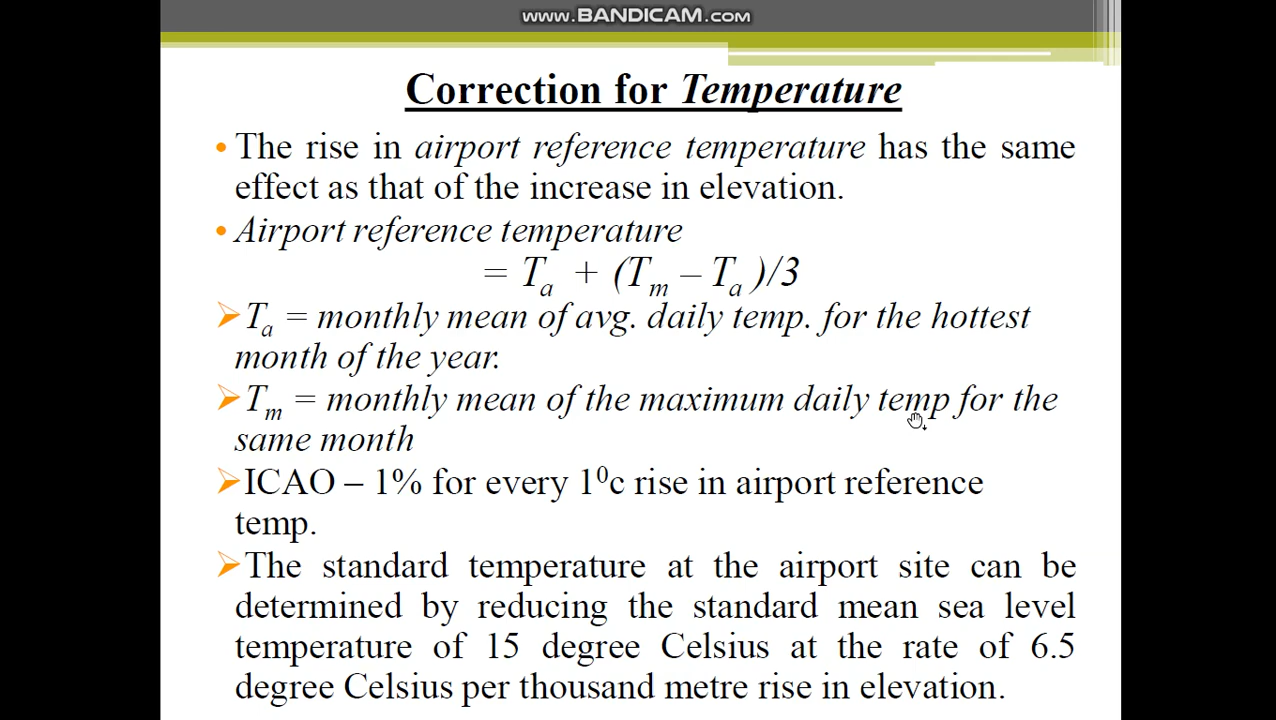 www.BANDICAM.com
Correction for Temperature
• The rise in airport reference temperature has the same
effect as that of the increase in elevation.
• Airport reference temperature
= Ta + (Tm – Ta )/3
➢ Ta = monthly mean of avg. daily temp. for the hottest
month of the year.
➢ Tm = monthly mean of the maximum daily temp for the
same month
➢ ICAO – 1% for every 1⁰c rise in airport reference
temp.
➢ The standard temperature at the airport site can be
determined by reducing the standard mean sea level
temperature of 15 degree Celsius at the rate of 6.5
degree Celsius per thousand metre rise in elevation.